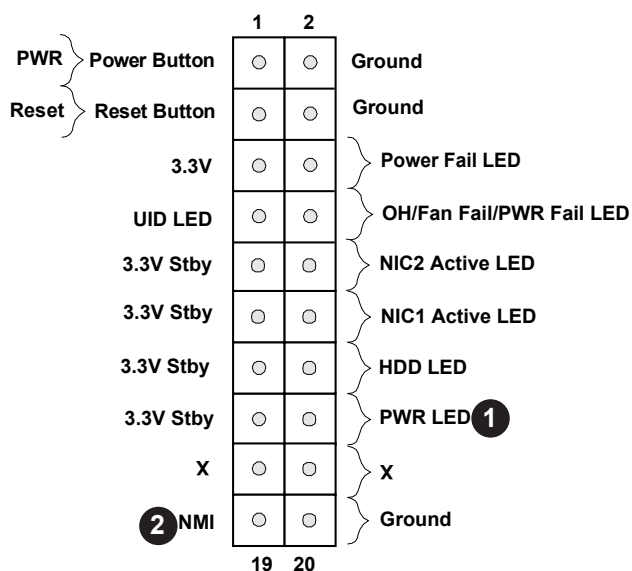 1 2
PWR Power Button Ground
Reset Reset Button Ground
3.3V Power Fail LED
UID LED OH/Fan Fail/PWR Fail LED
3.3V Stby NIC2 Active LED
3.3V Stby NIC1 Active LED
3.3V Stby HDD LED
3.3V Stby PWR LED 1
X X
2 NMI Ground
19 20